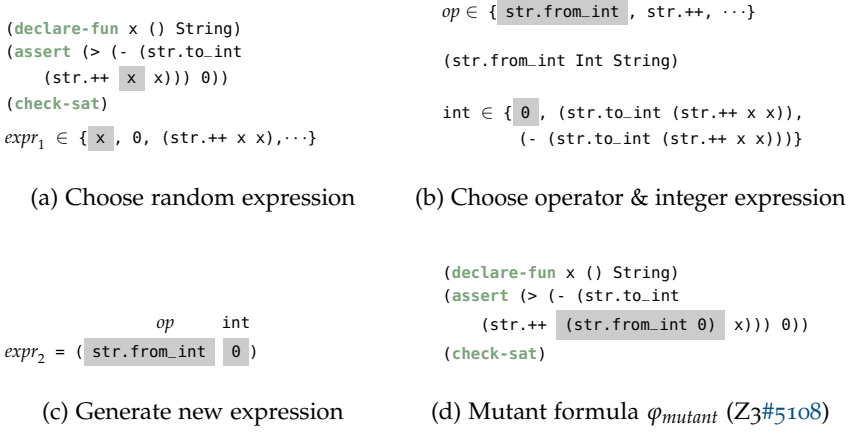 (declare-fun x () String)
(assert (> (- (str.to_int
(str.++ x x))) 0))
(check-sat)
expr₁ ∈ { x , 0, (str.++ x x),···}
(a) Choose random expression
op ∈ { str.from_int , str.++, ···}
(str.from_int Int String)
int ∈ { 0 , (str.to_int (str.++ x x)),
(- (str.to_int (str.++ x x)))}
(b) Choose operator & integer expression
op int
expr₂ = ( str.from_int 0 )
(c) Generate new expression
(declare-fun x () String)
(assert (> (- (str.to_int
(str.++ (str.from_int 0) x))) 0))
(check-sat)
(d) Mutant formula φmutant (Z3#5108)